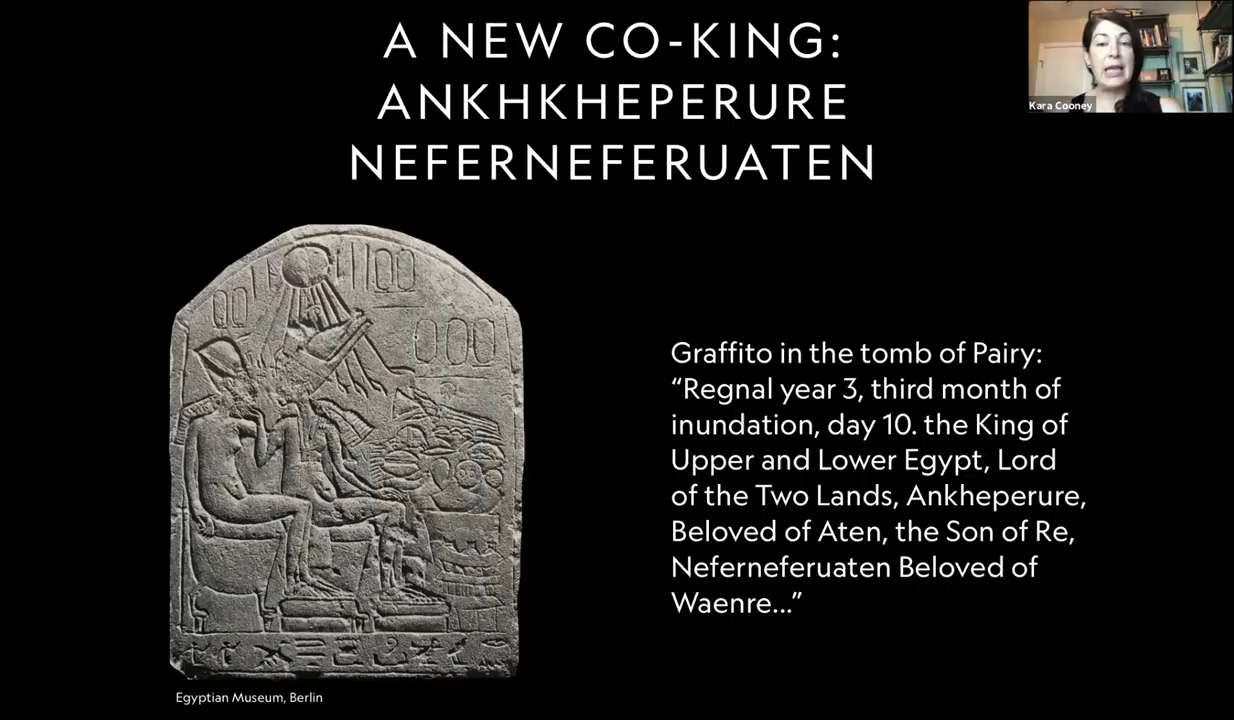 A NEW CO-KING:
ANKHKHEPERURE
NEFERNEFERUATEN
Kara Cooney
Graffito in the tomb of Pairy:
“Regnal year 3, third month of
inundation, day 10. the King of
Upper and Lower Egypt, Lord
of the Two Lands, Ankheperure,
Beloved of Aten, the Son of Re,
Neferneferuaten Beloved of
Waenre...”
Egyptian Museum, Berlin